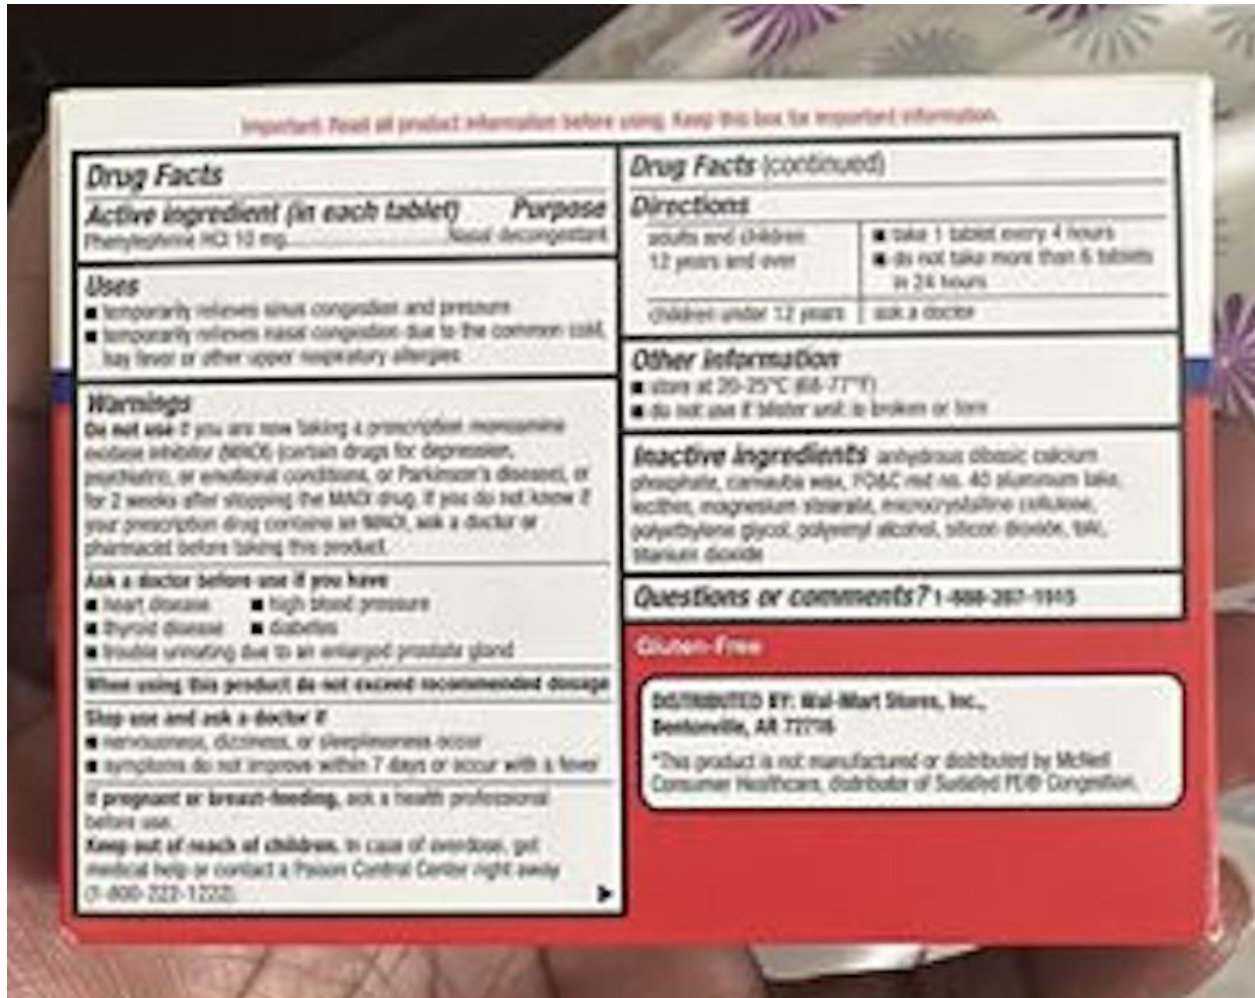 Important: Read all product information before using. Keep this box for important information.
Drug Facts
Active ingredient (in each tablet) Purpose
Phenylephrine HCl 10 mg..............................Nasal decongestant
Uses
■ temporarily relieves sinus congestion and pressure
■ temporarily relieves nasal congestion due to the common cold,
hay fever or other upper respiratory allergies
Warnings
Do not use if you are now taking a prescription monoamine
oxidase inhibitor (MAOI) (certain drugs for depression,
psychiatric, or emotional conditions, or Parkinson's disease), or
for 2 weeks after stopping the MAOI drug. If you do not know if
your prescription drug contains an MAOI, ask a doctor or
pharmacist before taking this product.
Ask a doctor before use if you have
■ heart disease ■ high blood pressure
■ thyroid disease ■ diabetes
■ trouble urinating due to an enlarged prostate gland
When using this product do not exceed recommended dosage
Stop use and ask a doctor if
■ nervousness, dizziness, or sleeplessness occur
■ symptoms do not improve within 7 days or occur with a fever
If pregnant or breast-feeding, ask a health professional
before use.
Keep out of reach of children. In case of overdose, get
medical help or contact a Poison Control Center right away
(1-800-222-1222).
Drug Facts (continued)
Directions
adults and children
12 years and over
■ take 1 tablet every 4 hours
■ do not take more than 6 tablets
in 24 hours
children under 12 years ask a doctor
Other information
■ store at 20-25°C (68-77°F)
■ do not use if blister unit is broken or torn
Inactive ingredients anhydrous dibasic calcium
phosphate, carnauba wax, FD&C red no. 40 aluminum lake,
lecithin, magnesium stearate, microcrystalline cellulose,
polyethylene glycol, polyvinyl alcohol, silicon dioxide, talc,
titanium dioxide
Questions or comments? 1-888-287-1915
Gluten-Free
DISTRIBUTED BY: Wal-Mart Stores, Inc.,
Bentonville, AR 72716
*This product is not manufactured or distributed by McNeil
Consumer Healthcare, distributor of Sudafed PE® Congestion.